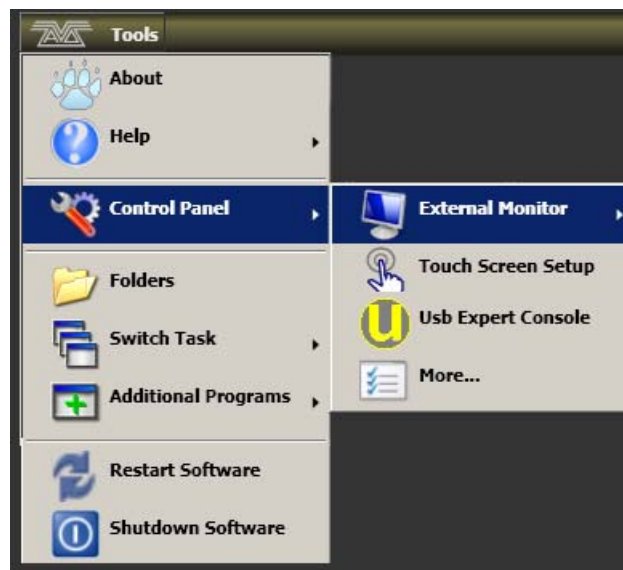 Tools
About
Help
Control Panel
External Monitor
Touch Screen Setup
Folders
Usb Expert Console
Switch Task
More...
Additional Programs
Restart Software
Shutdown Software